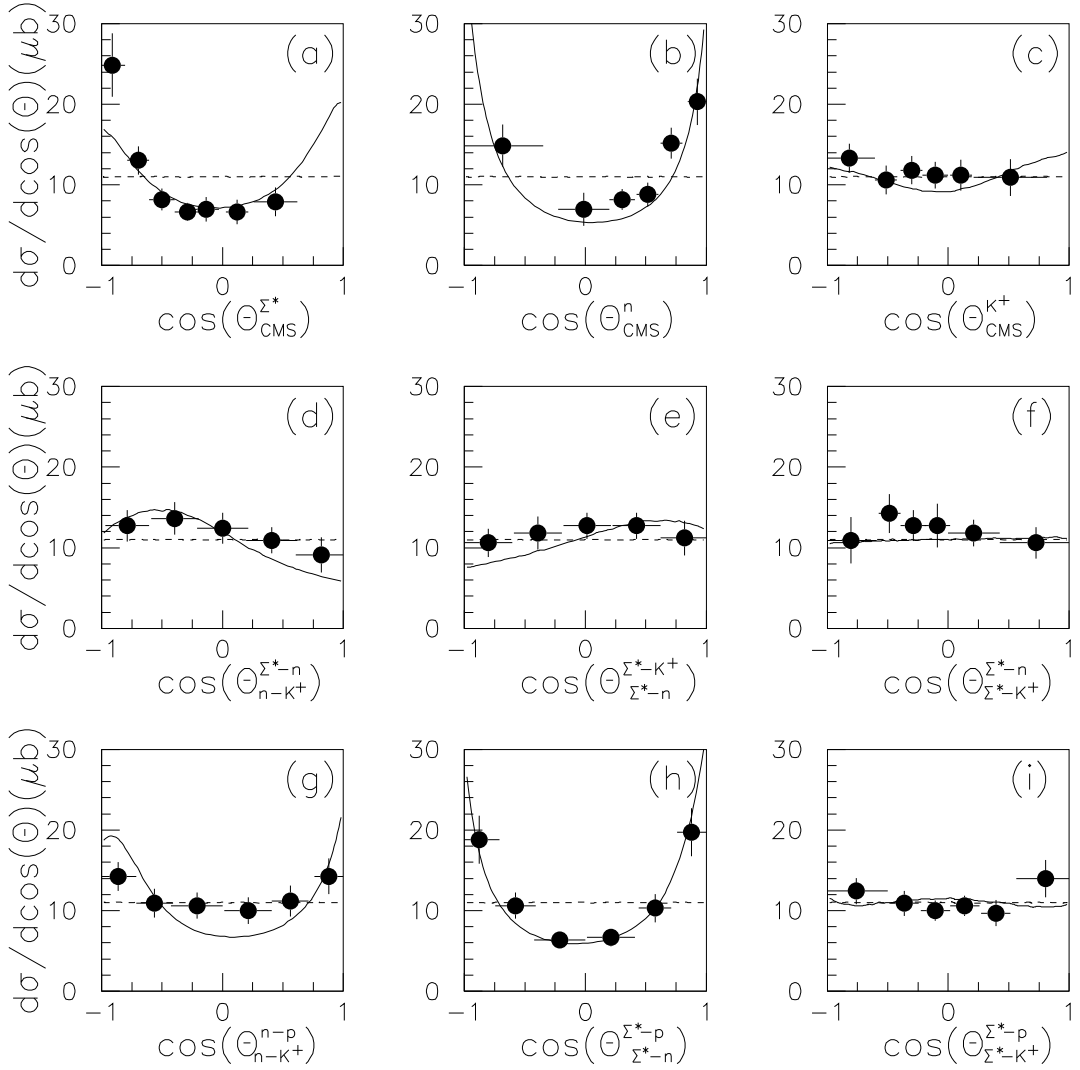 dσ/dcos(Θ)(μb)
30
20
10
0
−1 0 1
(a)
cos(Θ^{Σ*}_{CMS})
30
20
10
0
−1 0 1
(b)
cos(Θ^{n}_{CMS})
30
20
10
0
−1 0 1
(c)
cos(Θ^{K+}_{CMS})
dσ/dcos(Θ)(μb)
30
20
10
0
−1 0 1
(d)
cos(Θ^{Σ*−n}_{n−K+})
30
20
10
0
−1 0 1
(e)
cos(Θ^{Σ*−K+}_{Σ*−n})
30
20
10
0
−1 0 1
(f)
cos(Θ^{Σ*−n}_{Σ*−K+})
dσ/dcos(Θ)(μb)
30
20
10
0
−1 0 1
(g)
cos(Θ^{n−p}_{n−K+})
30
20
10
0
−1 0 1
(h)
cos(Θ^{Σ*−p}_{Σ*−n})
30
20
10
0
−1 0 1
(i)
cos(Θ^{Σ*−p}_{Σ*−K+})